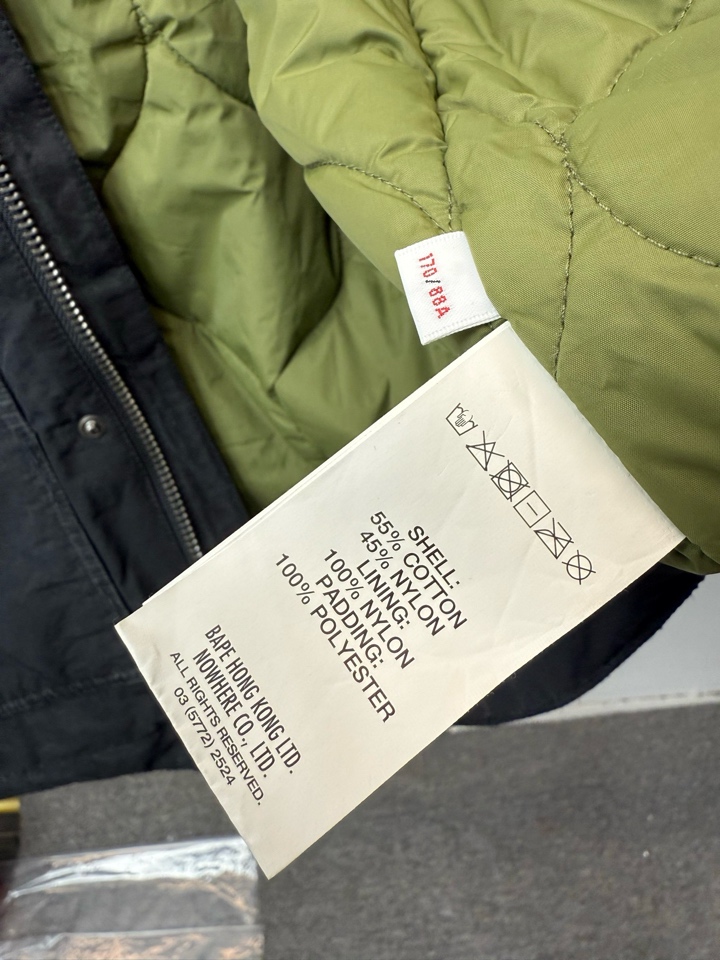 170/88A
SHELL:
55% COTTON
45% NYLON
LINING:
100% NYLON
PADDING:
100% POLYESTER
BAPE HONG KONG LTD.
NOWHERE CO., LTD.
ALL RIGHTS RESERVED.
03 (5772) 2524